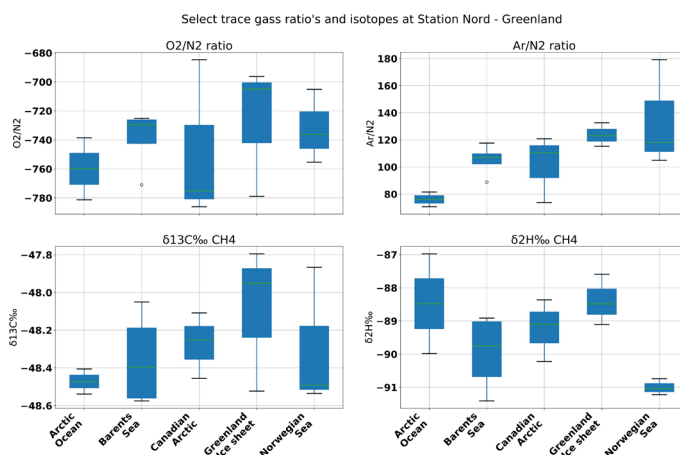 Select trace gass ratio's and isotopes at Station Nord - Greenland
O2/N2 ratio
O2/N2
−680
−700
−720
−740
−760
−780
Ar/N2 ratio
Ar/N2
180
160
140
120
100
80
δ13C‰ CH4
δ13C‰
−47.8
−48.0
−48.2
−48.4
−48.6
Arctic
Ocean
Barents
Sea
Canadian
Arctic
Greenland
Ice sheet
Norwegian
Sea
δ2H‰ CH4
δ2H‰
−87
−88
−89
−90
−91
Arctic
Ocean
Barents
Sea
Canadian
Arctic
Greenland
Ice sheet
Norwegian
Sea